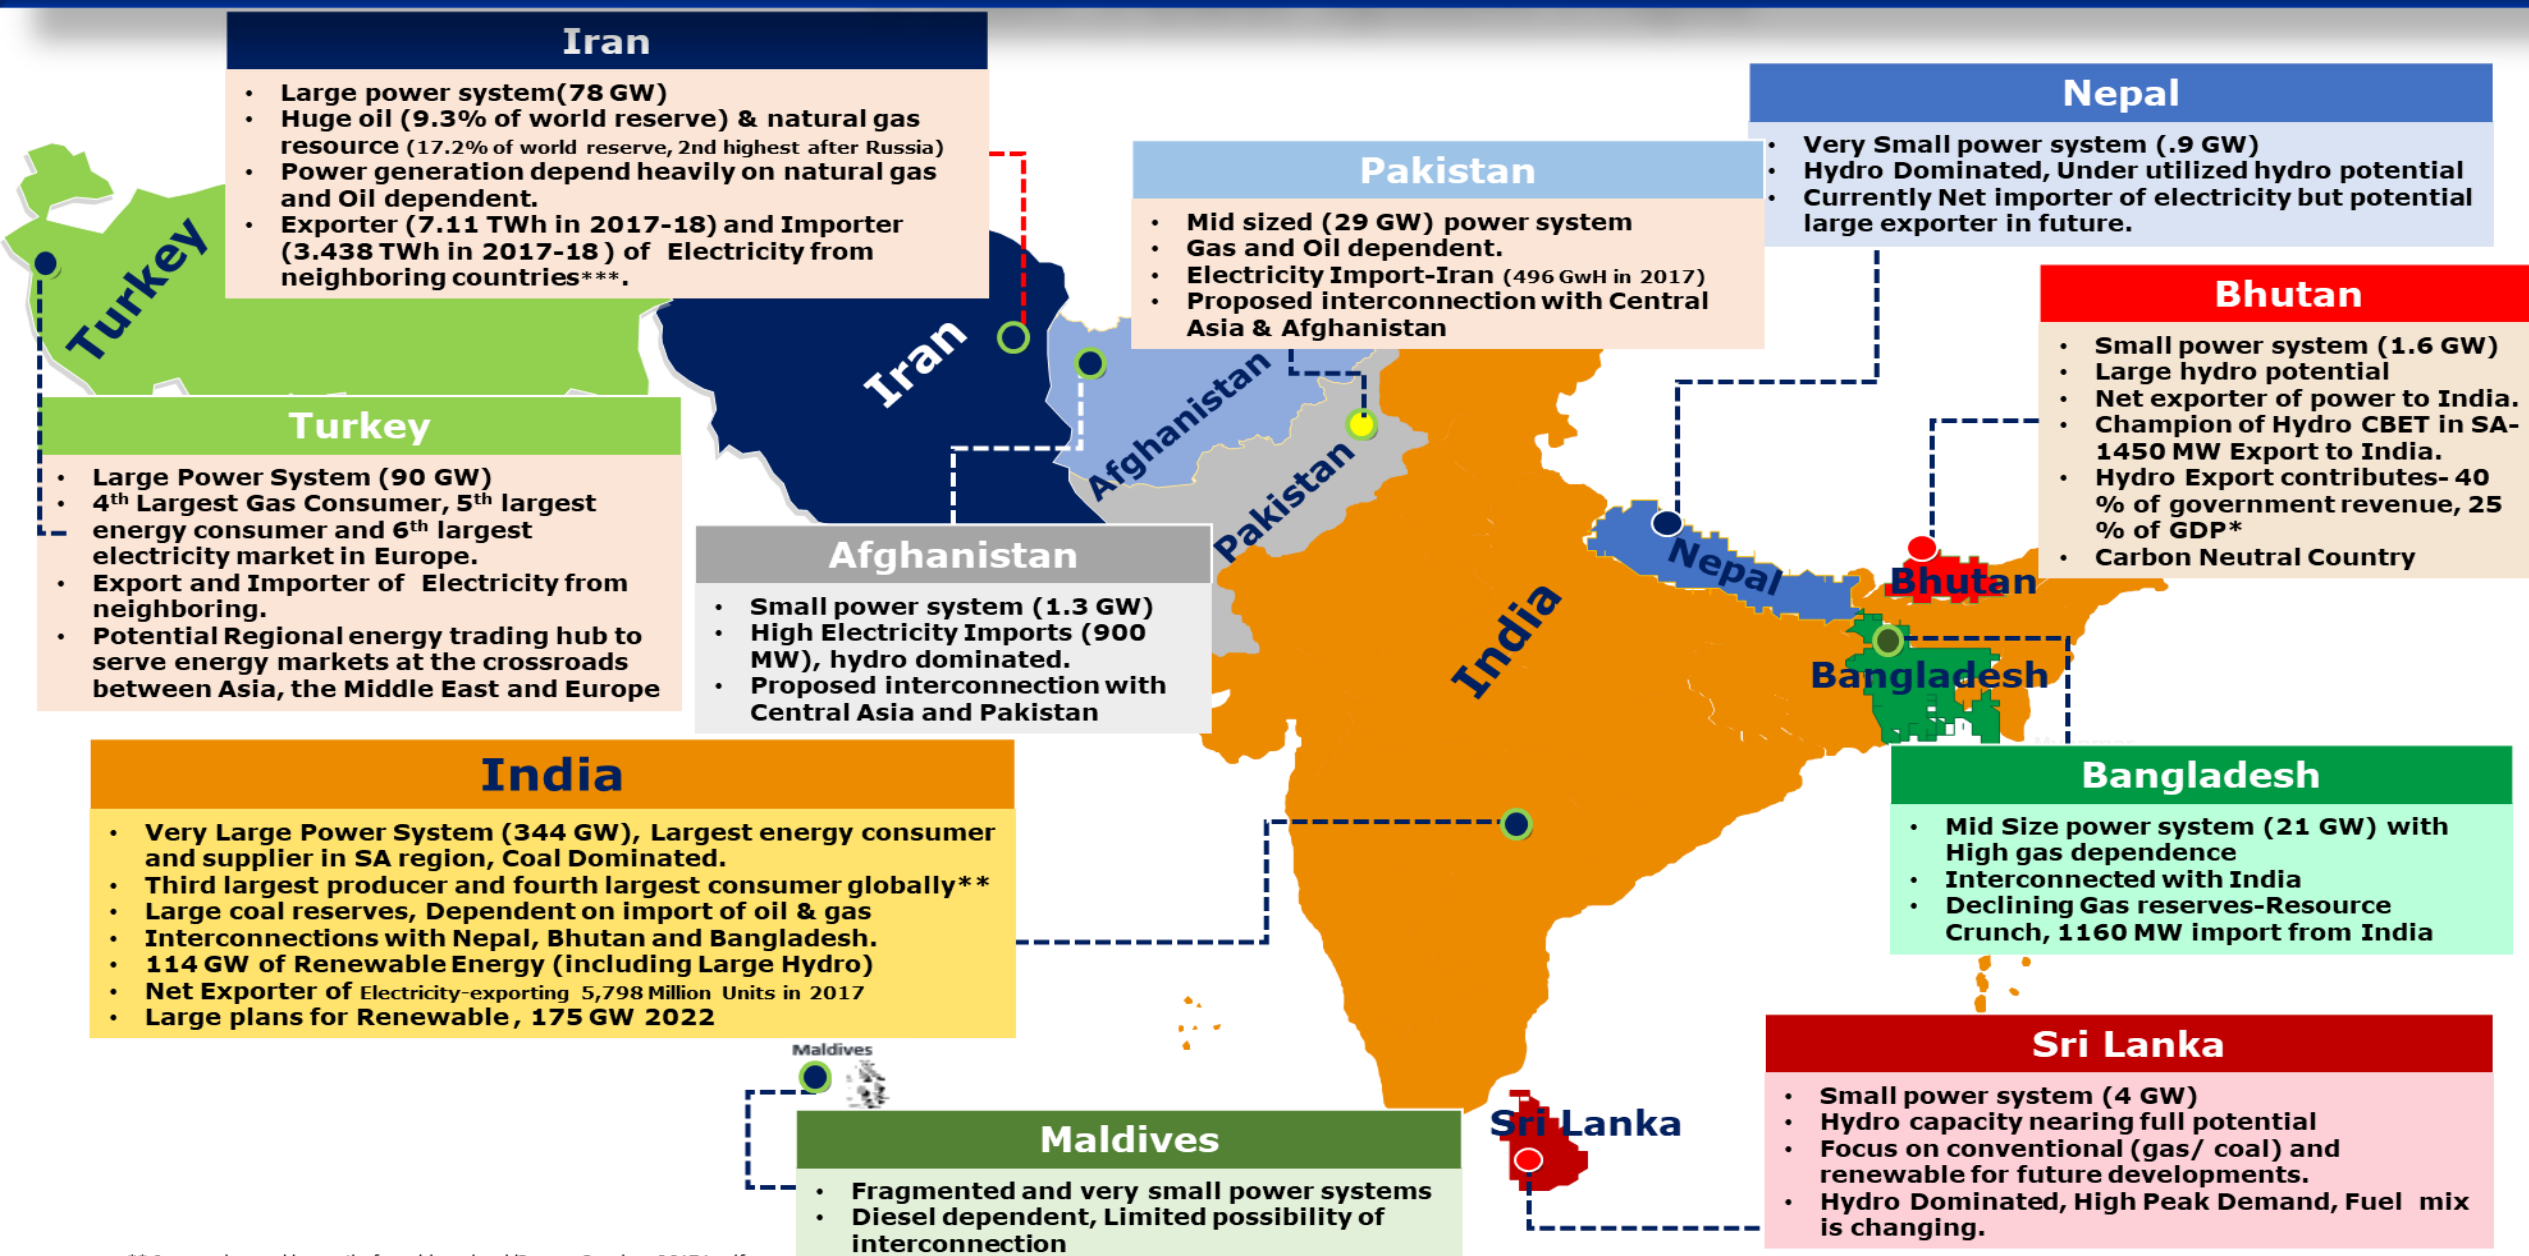 Iran
• Large power system(78 GW)
• Huge oil (9.3% of world reserve) & natural gas
resource (17.2% of world reserve, 2nd highest after Russia)
• Power generation depend heavily on natural gas
and Oil dependent.
• Exporter (7.11 TWh in 2017-18) and Importer
(3.438 TWh in 2017-18 ) of Electricity from
neighboring countries***.
Nepal
• Very Small power system (.9 GW)
• Hydro Dominated, Under utilized hydro potential
• Currently Net importer of electricity but potential
large exporter in future.
Pakistan
• Mid sized (29 GW) power system
• Gas and Oil dependent.
• Electricity Import-Iran (496 GwH in 2017)
• Proposed interconnection with Central
Asia & Afghanistan
Bhutan
• Small power system (1.6 GW)
• Large hydro potential
• Net exporter of power to India.
• Champion of Hydro CBET in SA-
1450 MW Export to India.
• Hydro Export contributes- 40
% of government revenue, 25
% of GDP*
• Carbon Neutral Country
Turkey
Iran
Afghanistan
Pakistan
India
Nepal
Bhutan
Bangladesh
Turkey
• Large Power System (90 GW)
• 4th Largest Gas Consumer, 5th largest
energy consumer and 6th largest
electricity market in Europe.
• Export and Importer of Electricity from
neighboring.
• Potential Regional energy trading hub to
serve energy markets at the crossroads
between Asia, the Middle East and Europe
Afghanistan
• Small power system (1.3 GW)
• High Electricity Imports (900
MW), hydro dominated.
• Proposed interconnection with
Central Asia and Pakistan
India
• Very Large Power System (344 GW), Largest energy consumer
and supplier in SA region, Coal Dominated.
• Third largest producer and fourth largest consumer globally**
• Large coal reserves, Dependent on import of oil & gas
• Interconnections with Nepal, Bhutan and Bangladesh.
• 114 GW of Renewable Energy (including Large Hydro)
• Net Exporter of Electricity-exporting 5,798 Million Units in 2017
• Large plans for Renewable , 175 GW 2022
Bangladesh
• Mid Size power system (21 GW) with
High gas dependence
• Interconnected with India
• Declining Gas reserves-Resource
Crunch, 1160 MW import from India
Maldives
Maldives
• Fragmented and very small power systems
• Diesel dependent, Limited possibility of
interconnection
Sri Lanka
Sri Lanka
• Small power system (4 GW)
• Hydro capacity nearing full potential
• Focus on conventional (gas/ coal) and
renewable for future developments.
• Hydro Dominated, High Peak Demand, Fuel mix
is changing.